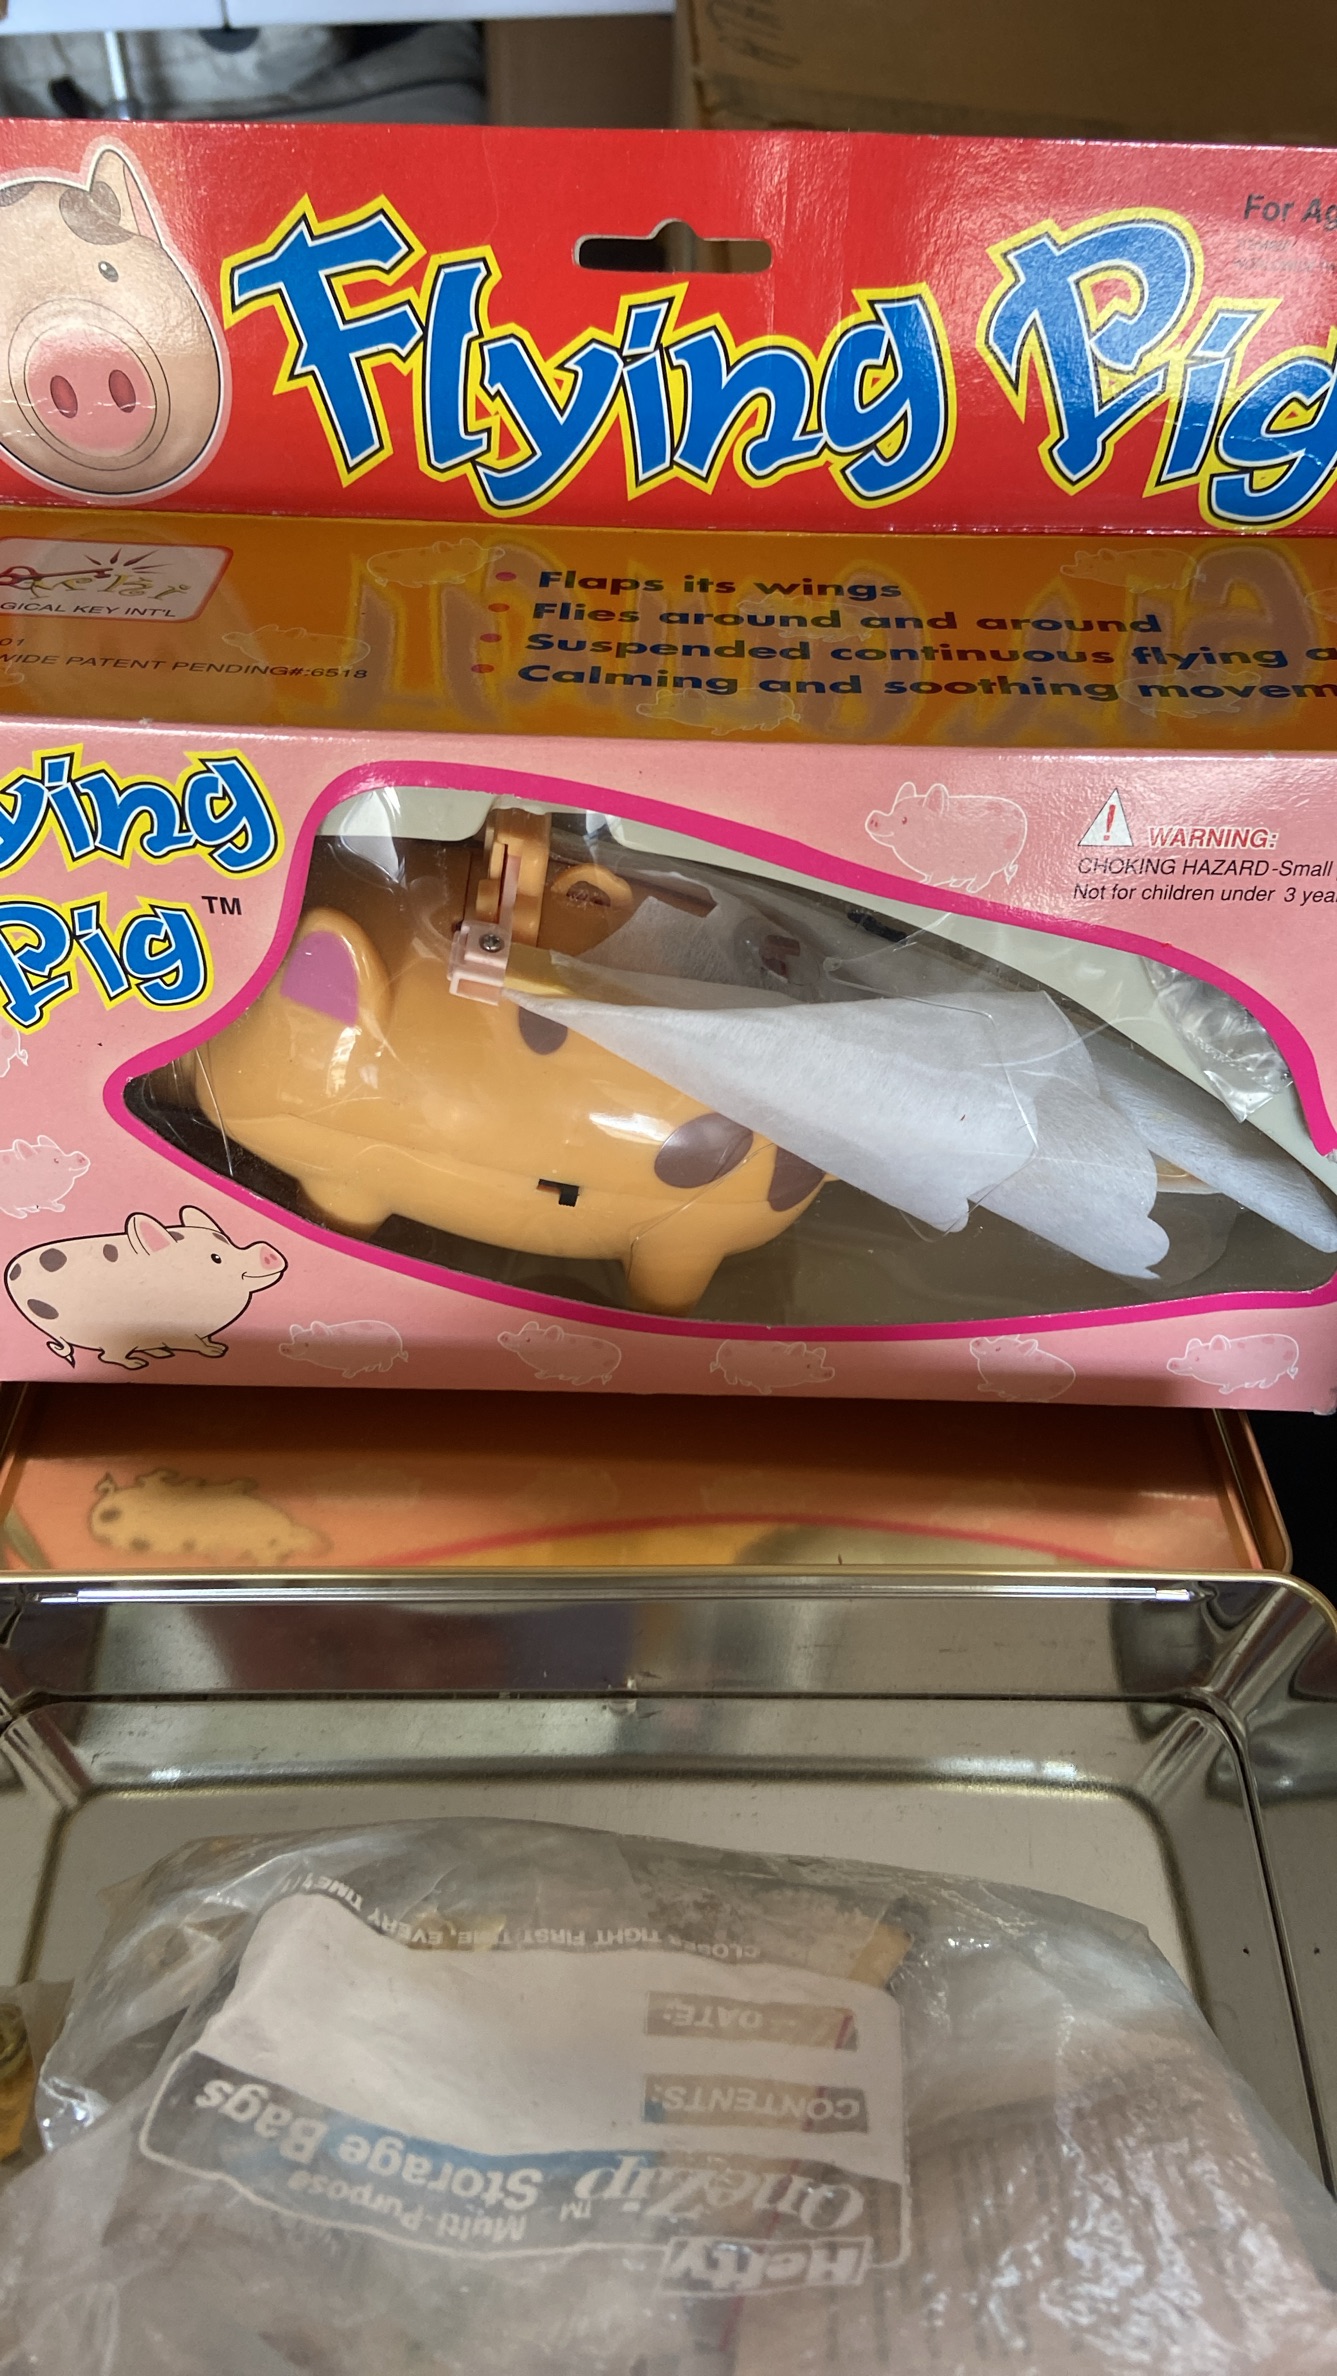 Flying Pig
For Ag
GICAL KEY INT'L
01
WIDE PATENT PENDING#:6518
• Flaps its wings
• Flies around and around
• Suspended continuous flying a
• Calming and soothing movem
ying
Pig™
WARNING:
CHOKING HAZARD-Small
Not for children under 3 yea
CLOSES TIGHT FIRST TIME, EVERY TIME!
DATE:
CONTENTS:
Hefty
OneZip™
Multi-Purpose
Storage Bags